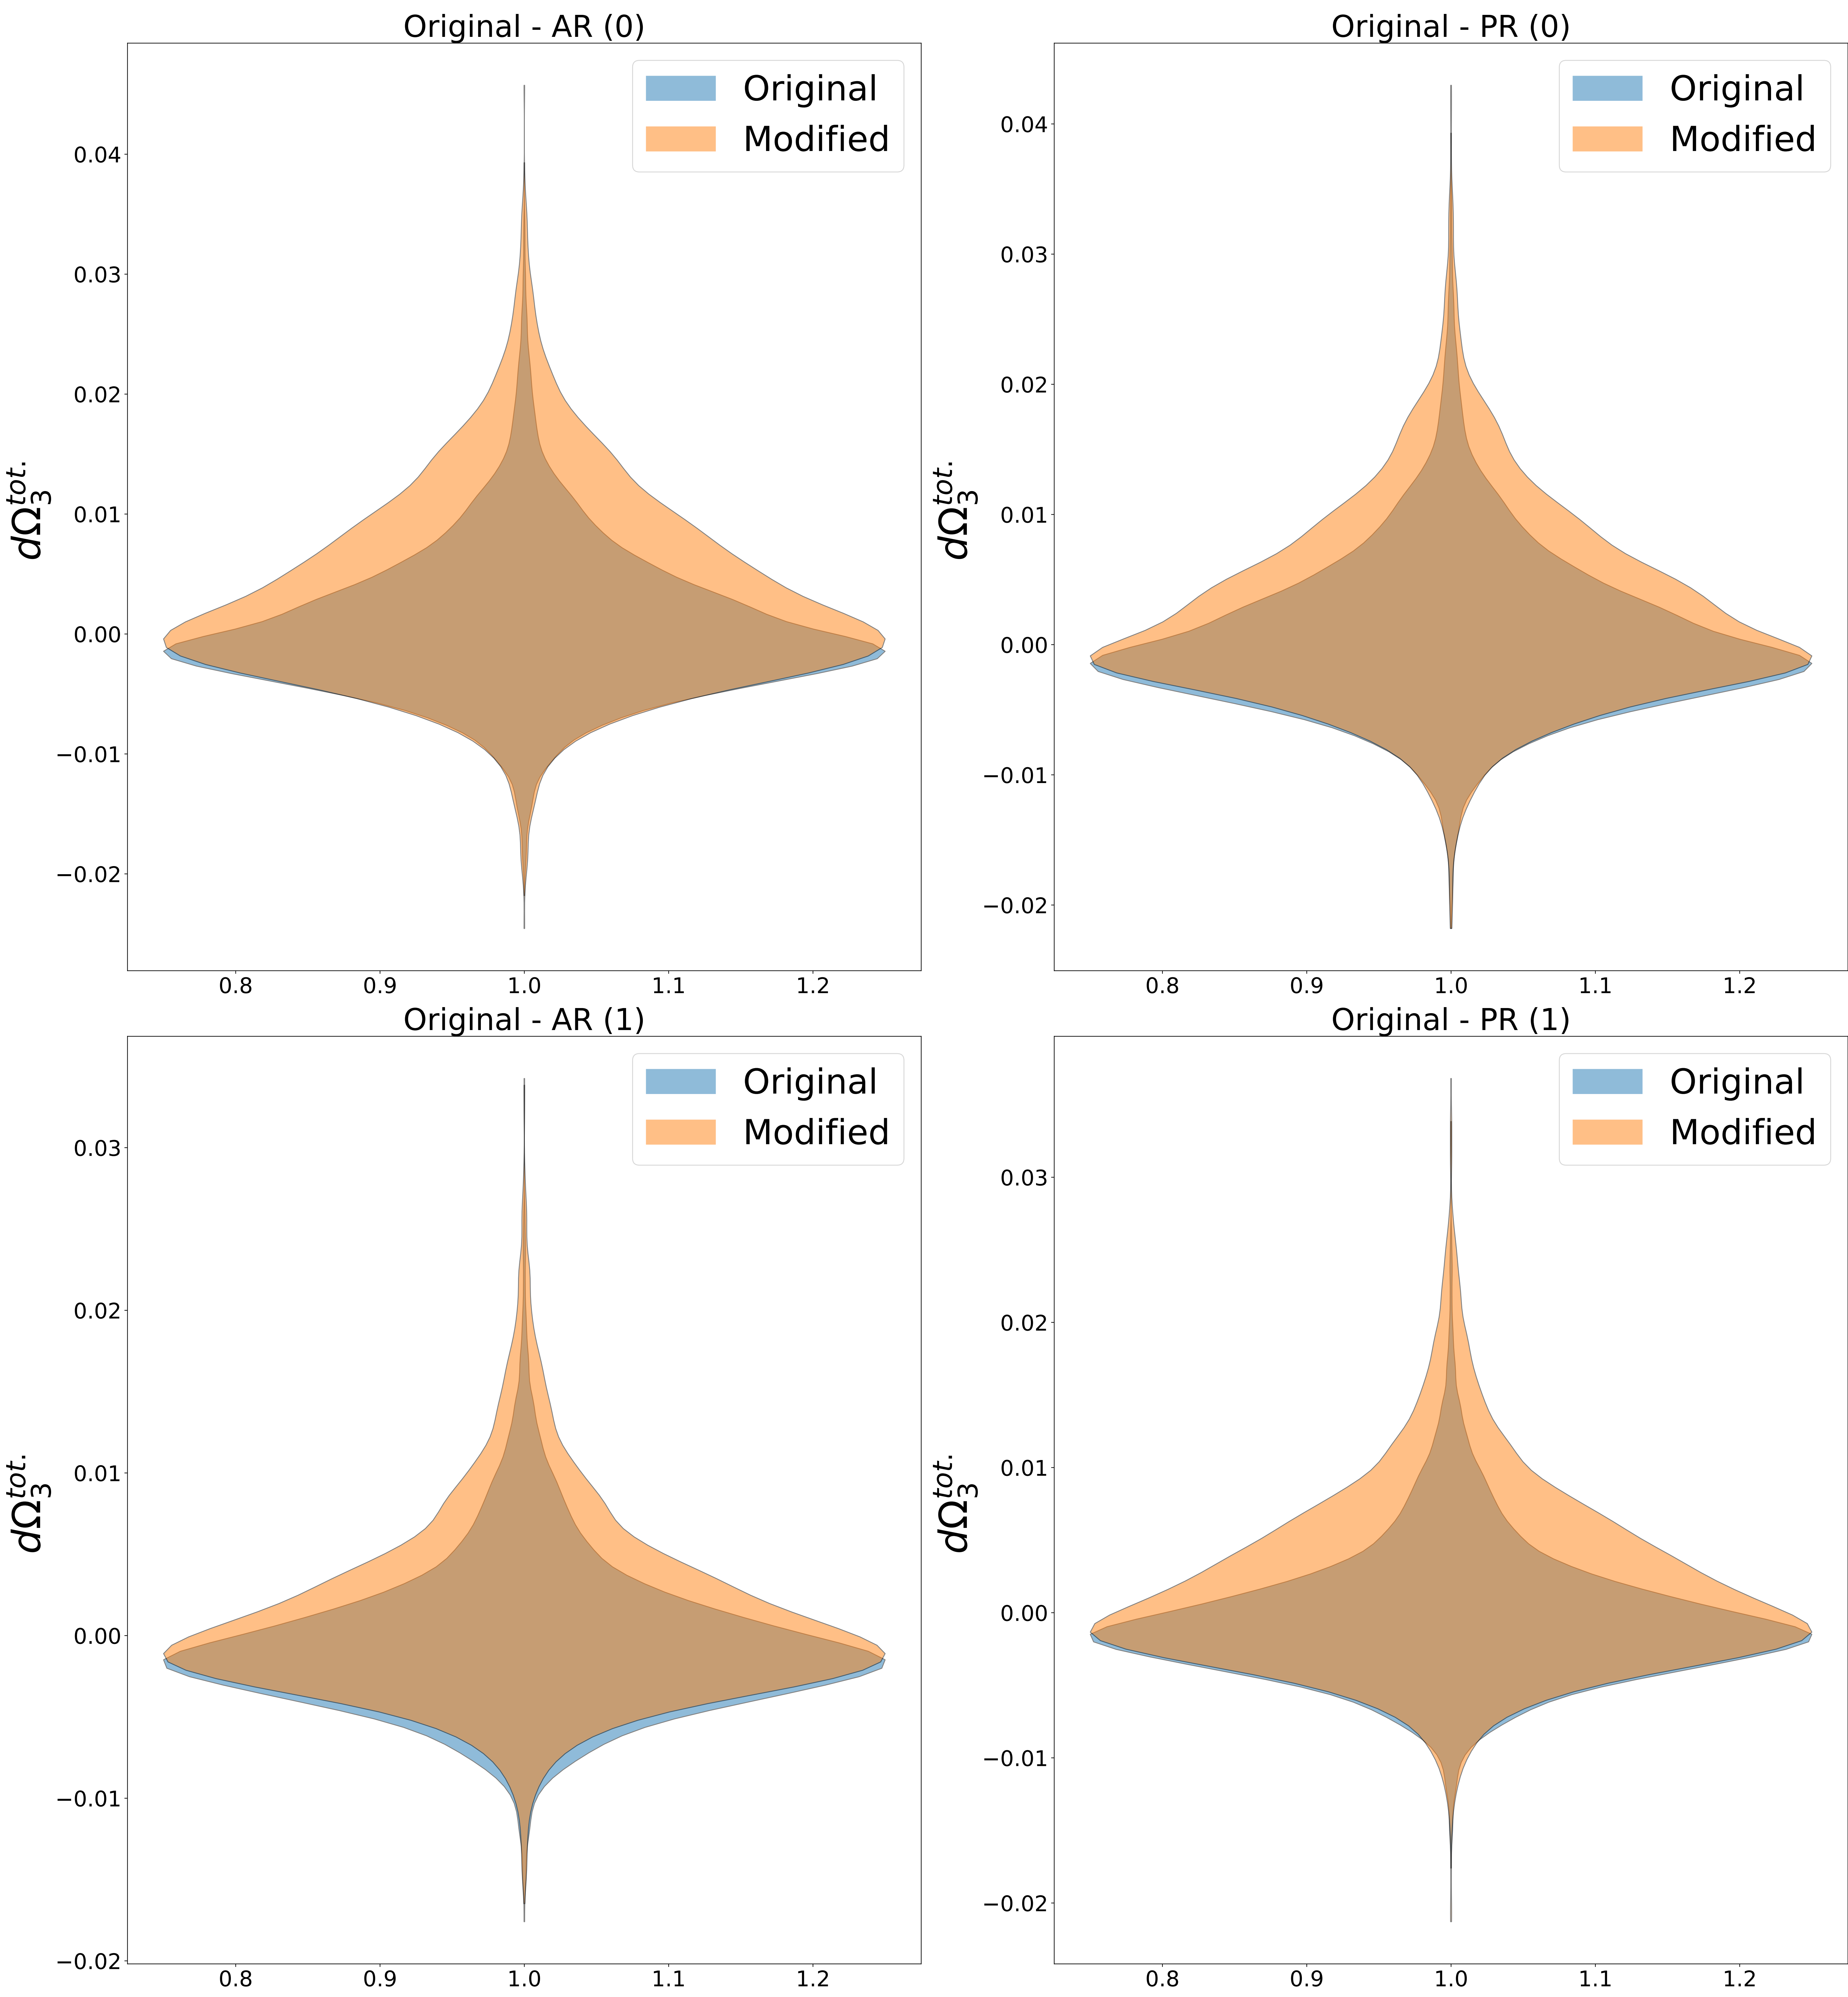 Original - AR (0)
Original
Modified
0.04
0.03
0.02
0.01
0.00
−0.01
−0.02
dΩ₃ᵗᵒᵗ·
0.8 0.9 1.0 1.1 1.2
Original - PR (0)
Original
Modified
0.04
0.03
0.02
0.01
0.00
−0.01
−0.02
dΩ₃ᵗᵒᵗ·
0.8 0.9 1.0 1.1 1.2
Original - AR (1)
Original
Modified
0.03
0.02
0.01
0.00
−0.01
−0.02
dΩ₃ᵗᵒᵗ·
0.8 0.9 1.0 1.1 1.2
Original - PR (1)
Original
Modified
0.03
0.02
0.01
0.00
−0.01
−0.02
dΩ₃ᵗᵒᵗ·
0.8 0.9 1.0 1.1 1.2